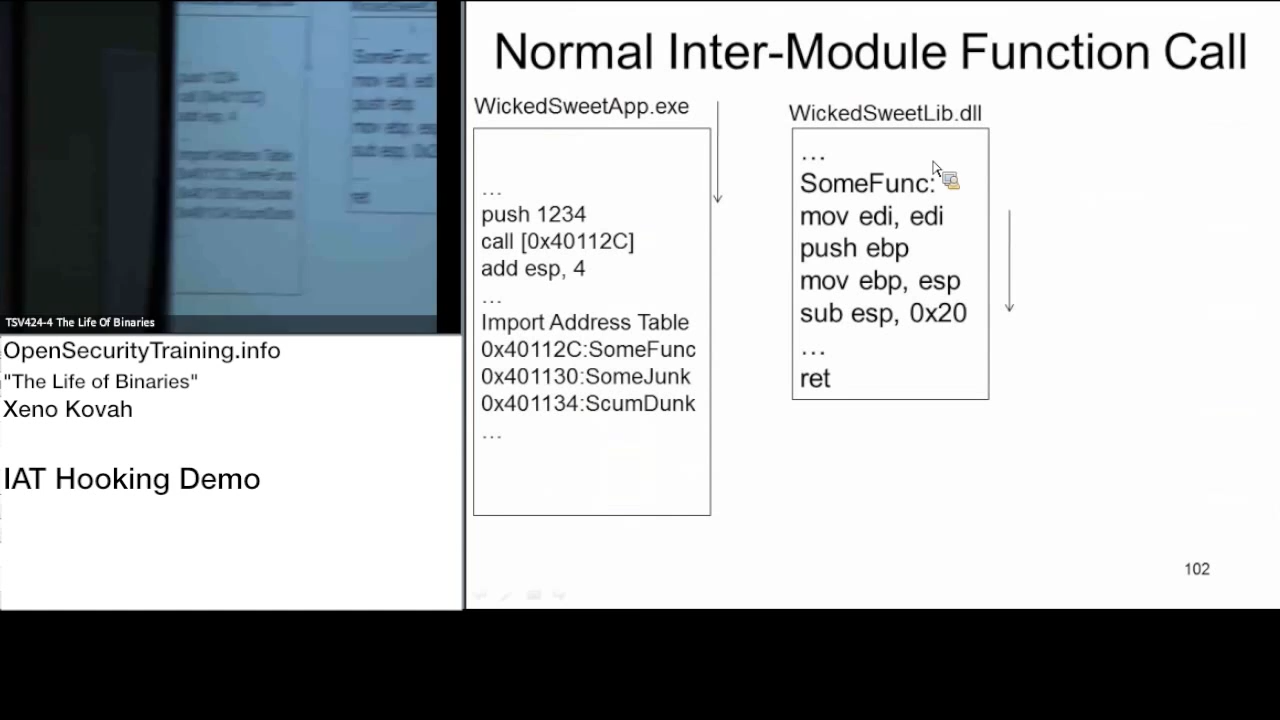 Normal Inter-Module Function Call
WickedSweetApp.exe
…
push 1234
call [0x40112C]
add esp, 4
…
Import Address Table
0x40112C:SomeFunc
0x401130:SomeJunk
0x401134:ScumDunk
…
WickedSweetLib.dll
…
SomeFunc:
mov edi, edi
push ebp
mov ebp, esp
sub esp, 0x20
…
ret
102
TSV424-4 The Life Of Binaries
OpenSecurityTraining.info
"The Life of Binaries"
Xeno Kovah
IAT Hooking Demo